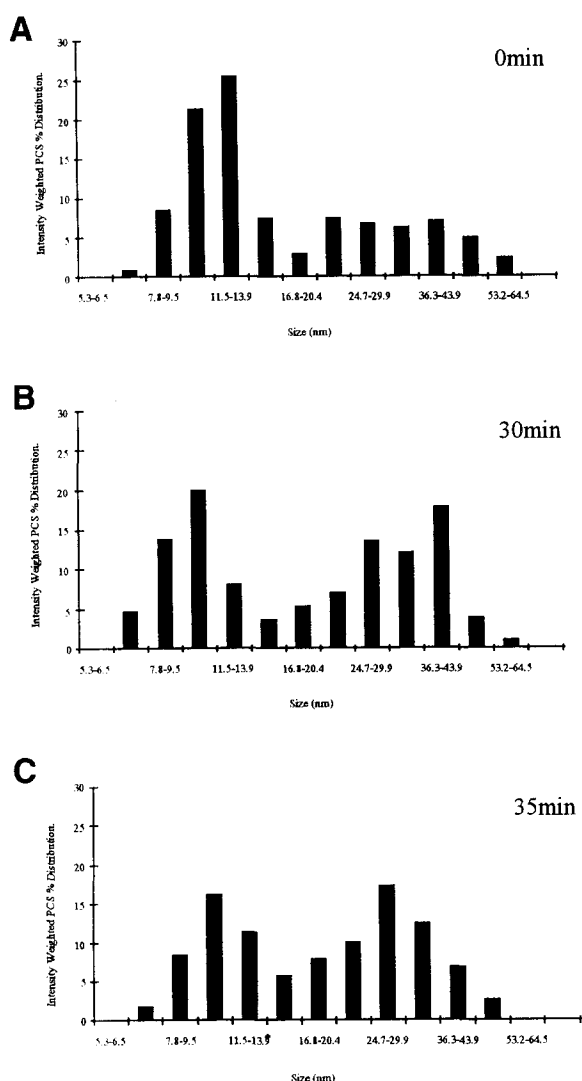 A
0min
Intensity Weighted PCS % Distribution.
30
25
20
15
10
5
0
5.3-6.5 7.8-9.5 11.5-13.9 16.8-20.4 24.7-29.9 36.3-43.9 53.2-64.5
Size (nm)
B
30min
Intensity Weighted PCS % Distribution.
30
25
20
15
10
5
0
5.3-6.5 7.8-9.5 11.5-13.9 16.8-20.4 24.7-29.9 36.3-43.9 53.2-64.5
Size (nm)
C
35min
Intensity Weighted PCS % Distribution.
30
25
20
15
10
5
0
5.3-6.5 7.8-9.5 11.5-13.9 16.8-20.4 24.7-29.9 36.3-43.9 53.2-64.5
Size (nm)